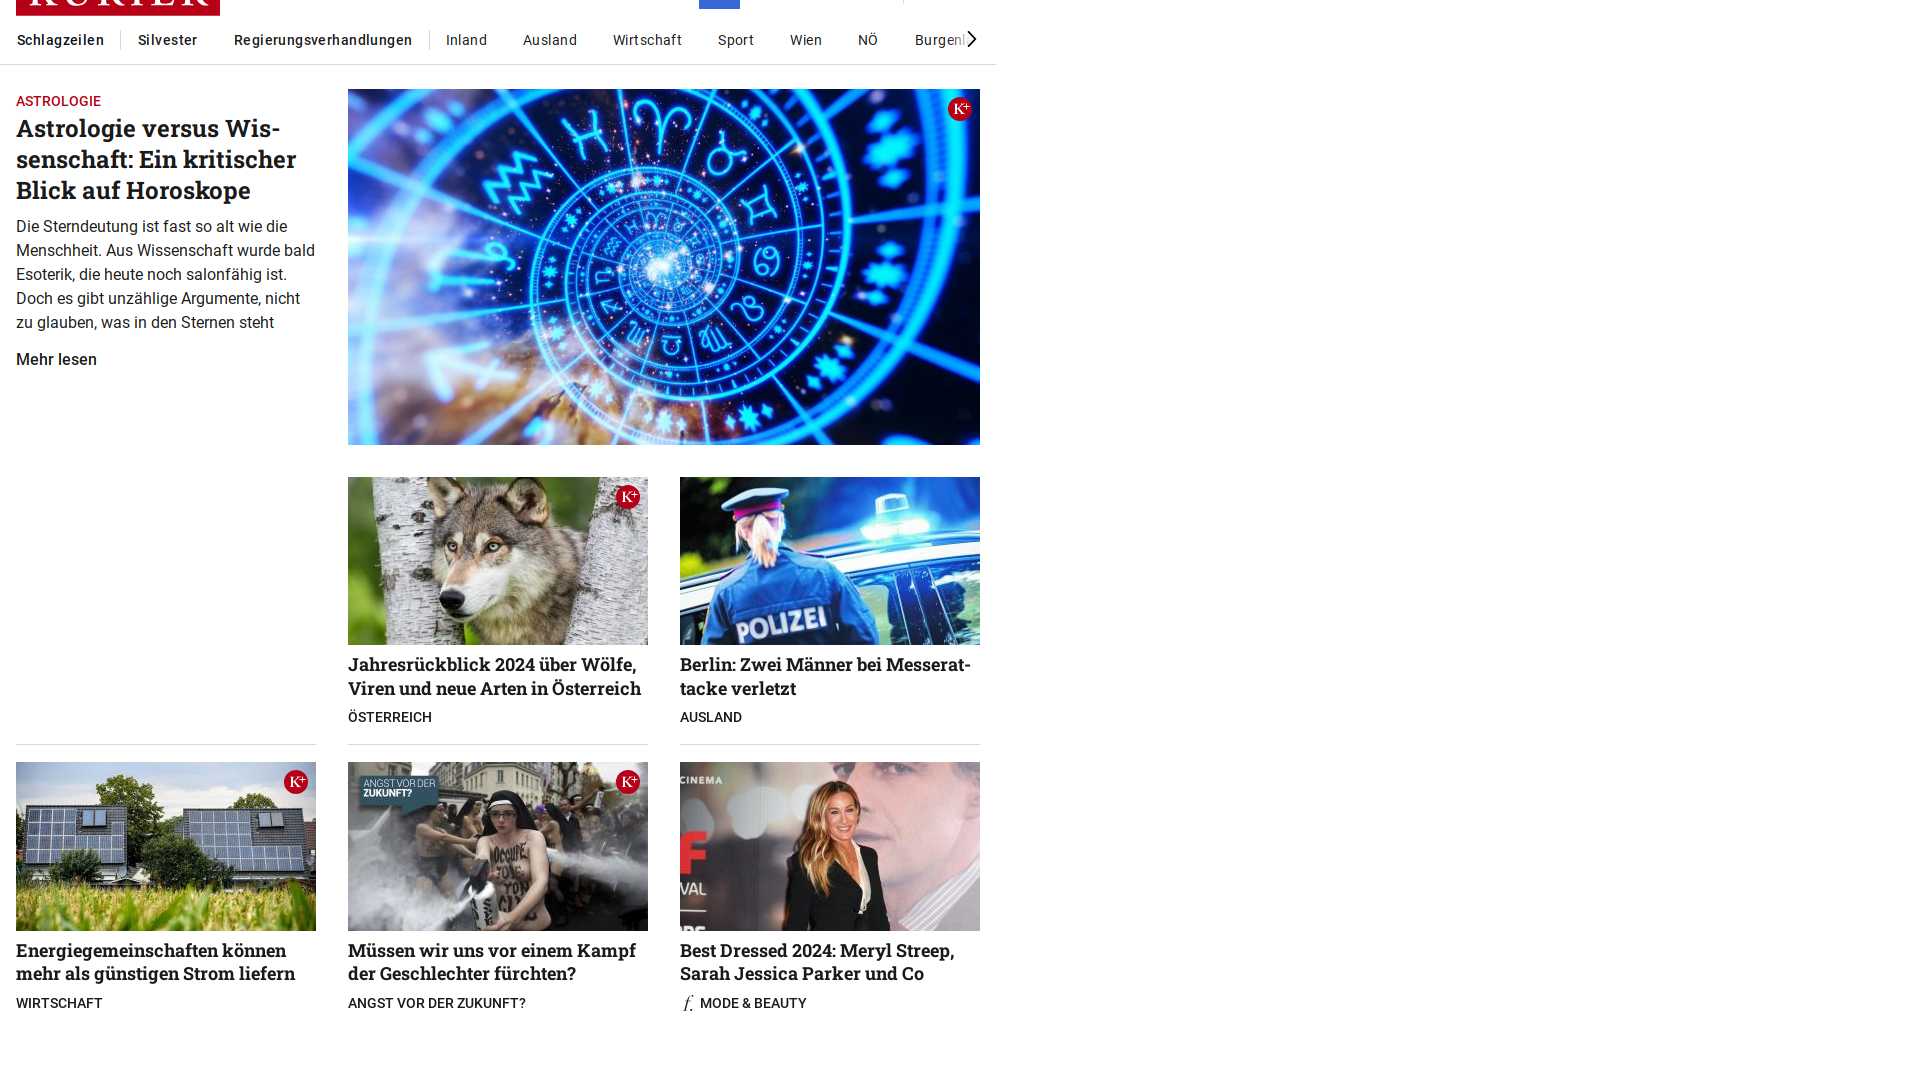 KURIER
Schlagzeilen
Silvester
Regierungsverhandlungen
Inland
Ausland
Wirtschaft
Sport
Wien
NÖ
ASTROLOGIE
Astrologie versus Wis-
senschaft: Ein kritischer
Blick auf Horoskope
Die Sterndeutung ist fast so alt wie die
Menschheit. Aus Wissenschaft wurde bald
Esoterik, die heute noch salonfähig ist.
Doch es gibt unzählige Argumente, nicht
zu glauben, was in den Sternen steht
Mehr lesen
K+
K+
Jahresrückblick 2024 über Wölfe,
Viren und neue Arten in Österreich
ÖSTERREICH
POLIZEI
Berlin: Zwei Männer bei Messerat-
tacke verletzt
AUSLAND
K+
Energiegemeinschaften können
mehr als günstigen Strom liefern
WIRTSCHAFT
ANGST VOR DER
ZUKUNFT?
K+
Müssen wir uns vor einem Kampf
der Geschlechter fürchten?
ANGST VOR DER ZUKUNFT?
CINEMA
Best Dressed 2024: Meryl Streep,
Sarah Jessica Parker und Co
f. MODE & BEAUTY